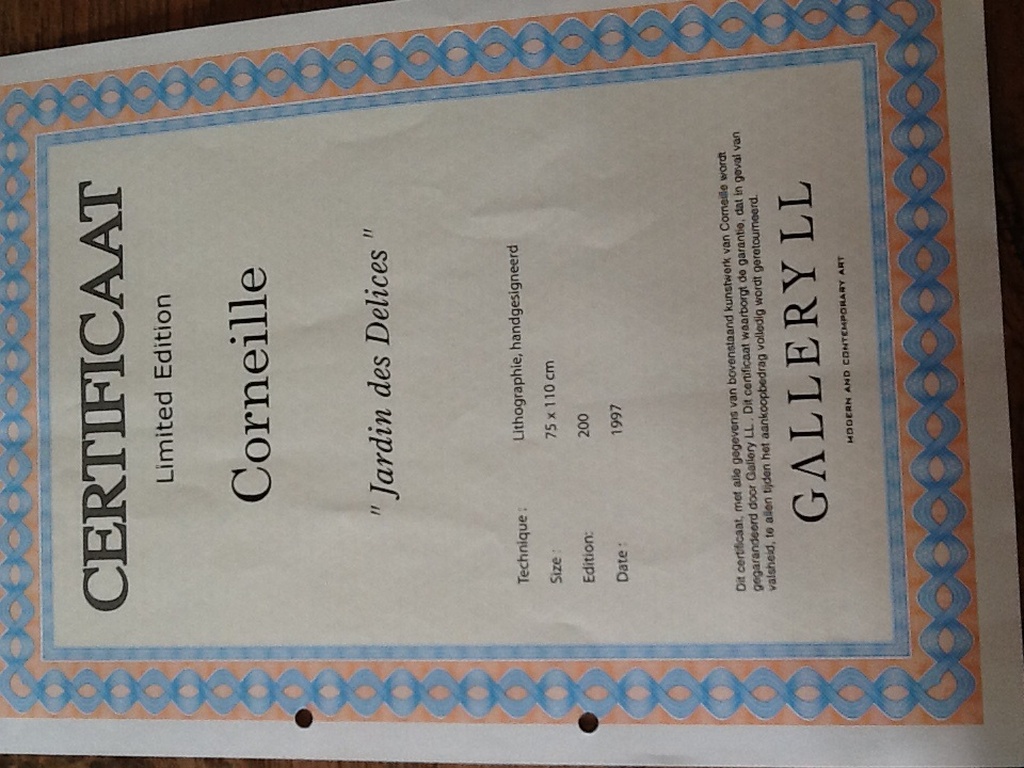 CERTIFICAAT
Limited Edition
Corneille
" Jardin des Delices "
Technique : Lithographie, handgesigneerd
Size : 75 x 110 cm
Edition: 200
Date : 1997
Dit certificaat, met alle gegevens van bovenstaand kunstwerk van Corneille wordt
gegarandeerd door Gallery LL . Dit certificaat waarborgt de garantie, dat in geval van
valsheid, te allen tijden het aankoopbedrag volledig wordt geretourneerd.
GALLERY LL
MODERN AND CONTEMPORARY ART